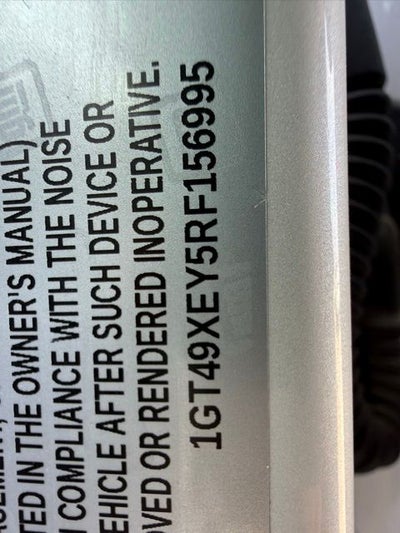 TED IN THE OWNER'S MANUAL)
COMPLIANCE WITH THE NOISE
EHICLE AFTER SUCH DEVICE OR
VED OR RENDERED INOPERATIVE.
1GT49XEY5RF156995